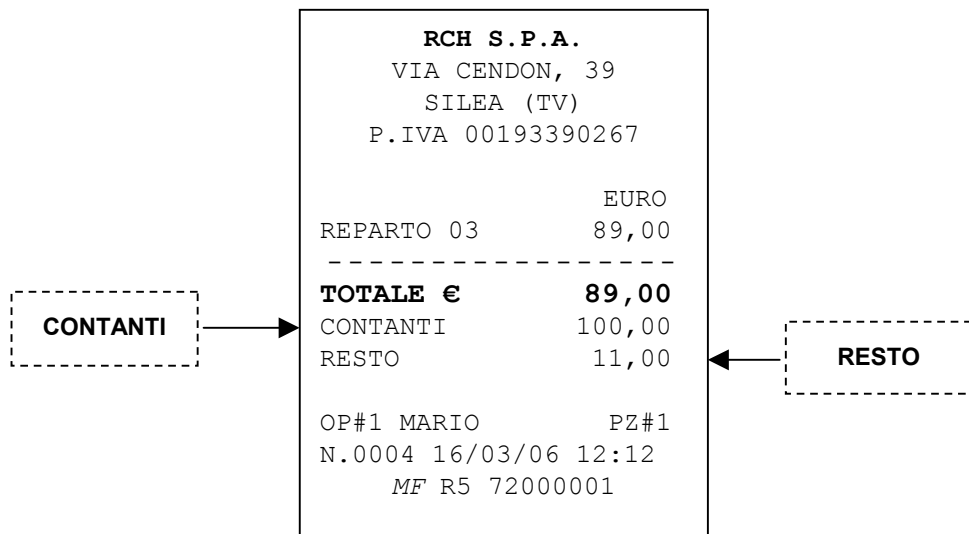 RCH S.P.A.
VIA CENDON, 39
SILEA (TV)
P.IVA 00193390267
EURO
REPARTO 03 89,00
- - - - - - - - - - - - - - - - -
TOTALE € 89,00
CONTANTI
CONTANTI 100,00
RESTO 11,00
RESTO
OP#1 MARIO PZ#1
N.0004 16/03/06 12:12
MF R5 72000001